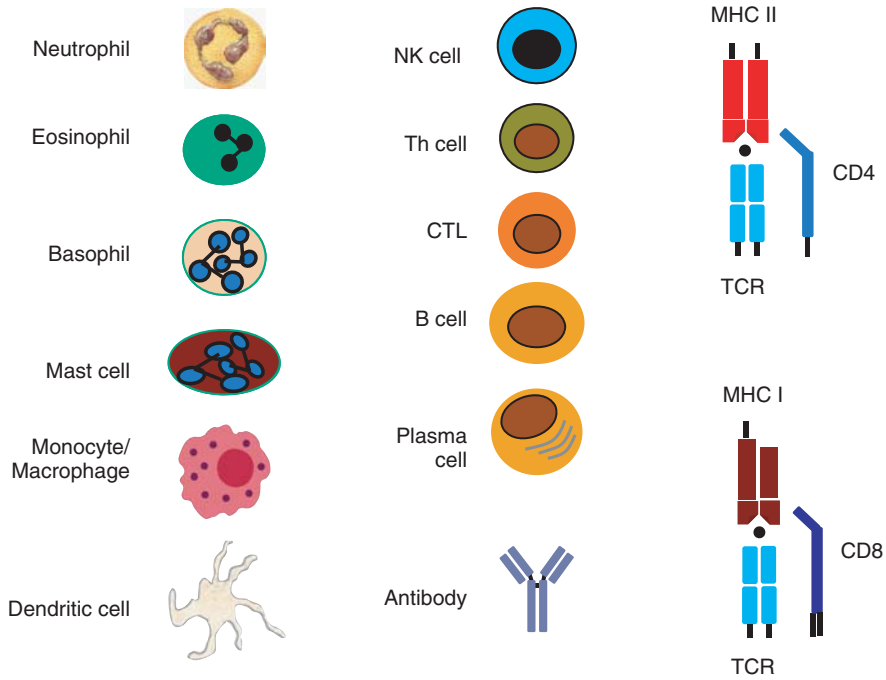 Neutrophil
Eosinophil
Basophil
Mast cell
Monocyte/
Macrophage
Dendritic cell
NK cell
Th cell
CTL
B cell
Plasma
cell
Antibody
MHC II
CD4
TCR
MHC I
CD8
TCR